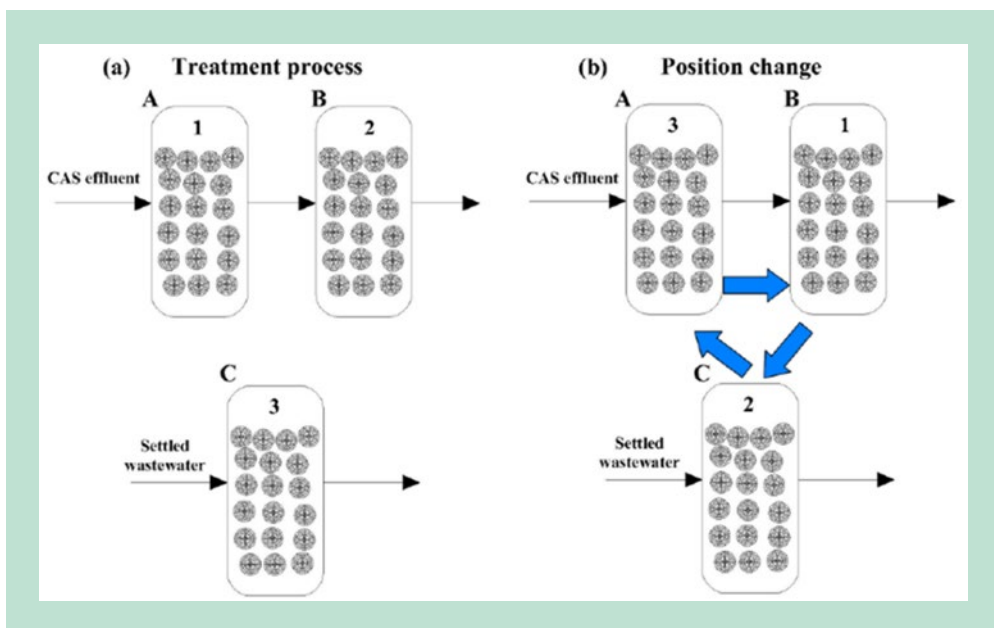 (a) Treatment process
A
B
1
2
CAS effluent
C
3
Settled
wastewater
(b) Position change
A
B
3
1
CAS effluent
C
2
Settled
wastewater